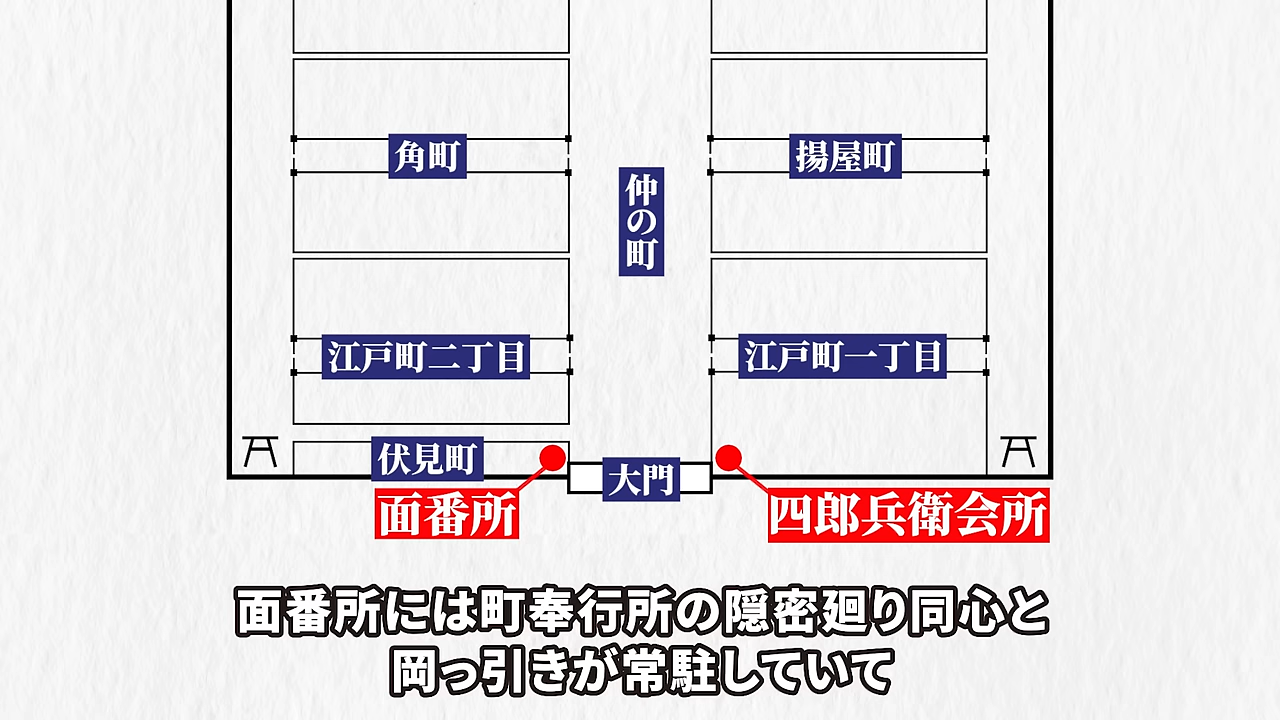 角町
揚屋町
仲の町
江戸町二丁目
江戸町一丁目
伏見町
大門
面番所
四郎兵衛会所
面番所には町奉行所の隠密廻り同心と
岡っ引きが常駐していて